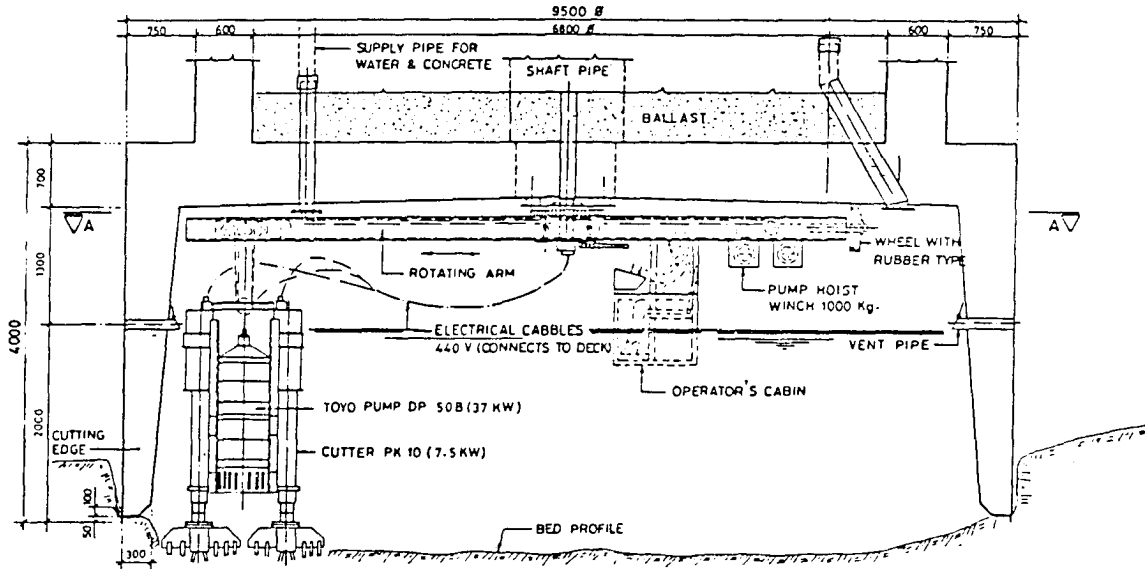 9500 Ø
750
600
6800 Ø
600
750
SUPPLY PIPE FOR
WATER & CONCRETE
SHAFT PIPE
BALLAST
700
A
A
WHEEL WITH
RUBBER TYPE
ROTATING ARM
1300
PUMP HOIST
WINCH 1000 Kg.
4000
ELECTRICAL CABBLES
440 V (CONNECTS TO DECK)
VENT PIPE
OPERATOR'S CABIN
TOYO PUMP DP 50B (37 KW)
2000
CUTTING
EDGE
CUTTER PK 10 (7.5 KW)
100
50
BED PROFILE
300